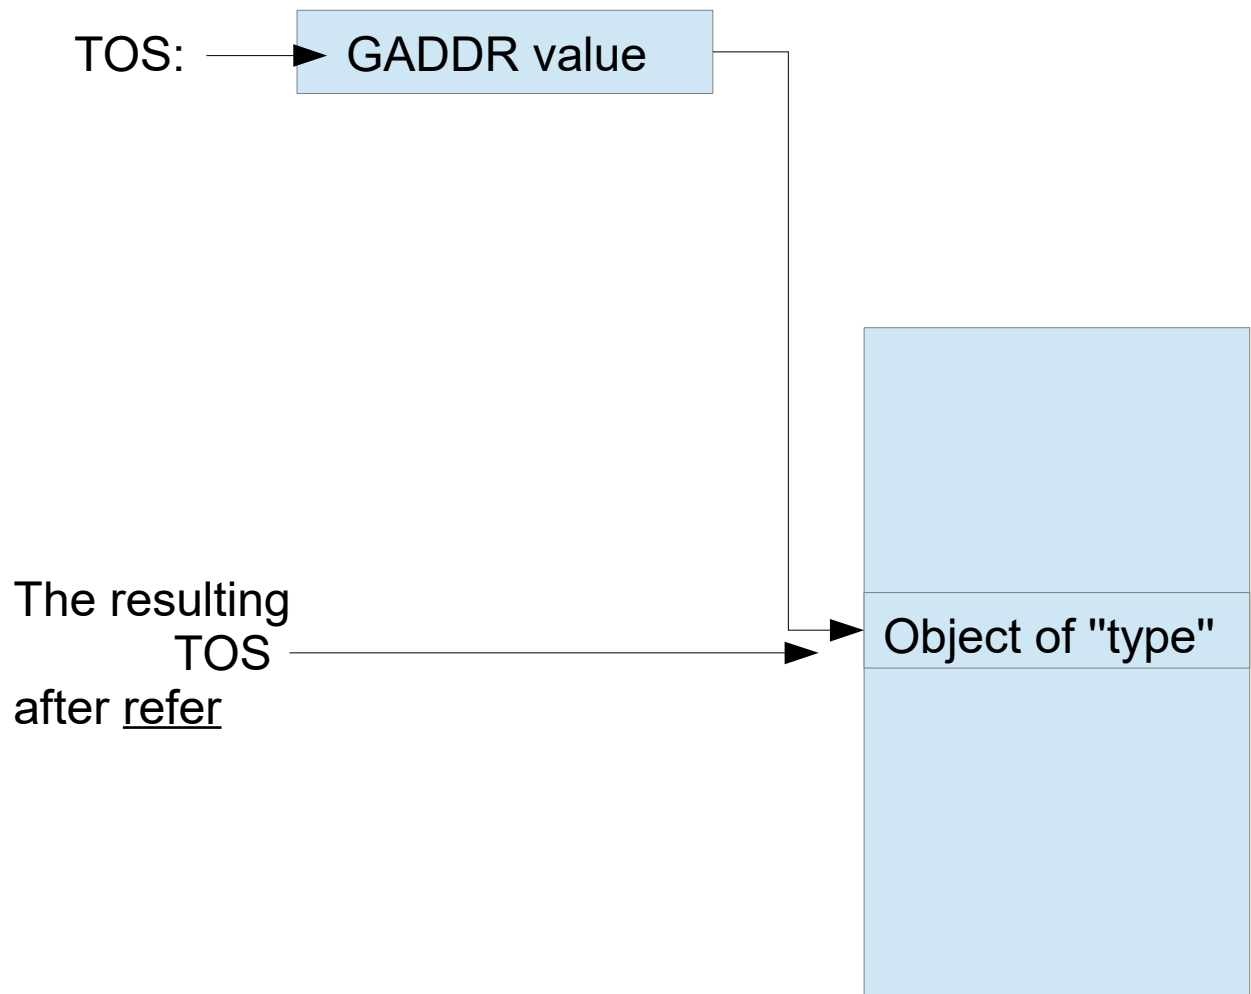 TOS:
GADDR value
Object of "type"
The resulting
TOS
after refer